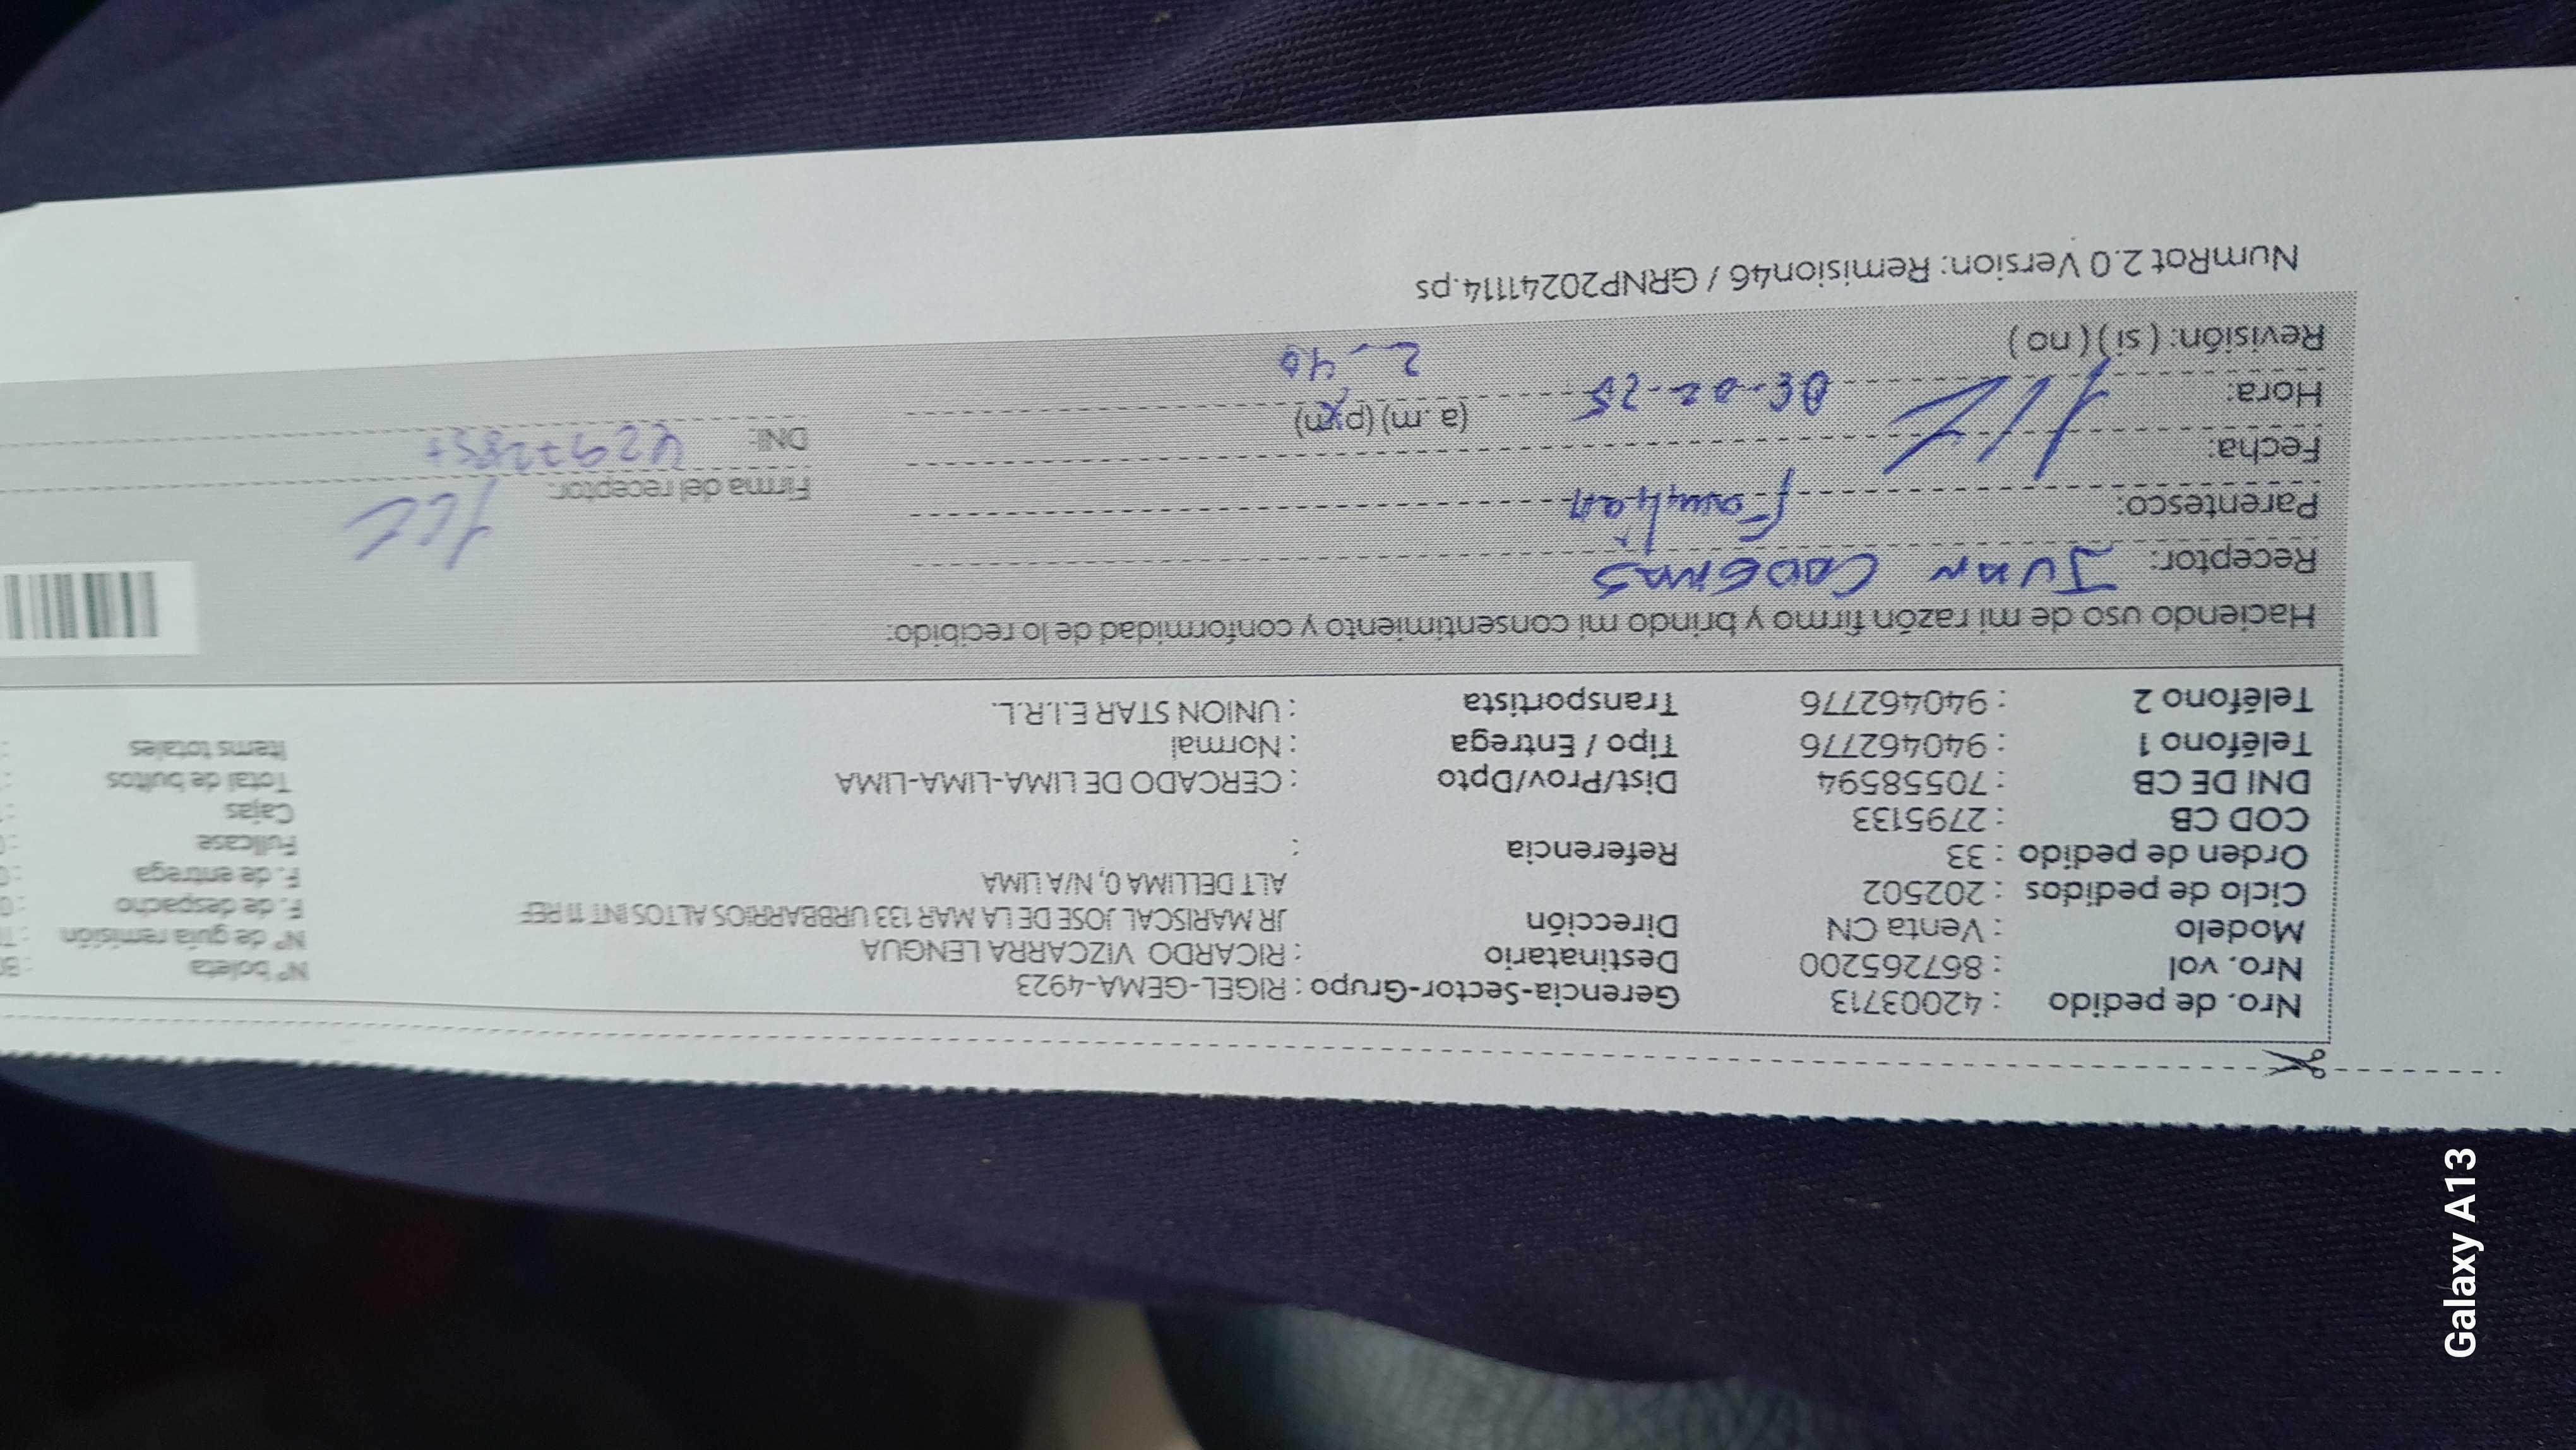 Nro. de pedido : 42003713 Gerencia-Sector-Grupo : RIGEL-GEMA-4923
Nro. vol : 867265200 Destinatario : RICARDO VIZCARRA LENGUA Nº boleta
Modelo : Venta CN Dirección JR MARISCAL JOSE DE LA MAR 133 URBBARRIOS ALTOS INT 11 REF Nº de guía remisión
Ciclo de pedidos : 202502 ALT DELLIMA 0, N/A LIMA F. de despacho
Orden de pedido : 33 Referencia : F. de entrega
COD CB : 2795133 Fullcase
DNI DE CB : 70558594 Dist/Prov/Dpto : CERCADO DE LIMA-LIMA-LIMA Cajas
Teléfono 1 : 940462776 Tipo / Entrega : Normal Total de bultos
Teléfono 2 : 940462776 Transportista : UNION STAR E.I.R.L. Items totales
Haciendo uso de mi razón firmo y brindo mi consentimiento y conformidad de lo recibido:
Receptor: Juan
Parentesco: Familiar Firma del receptor:
Fecha: DNI:
Hora: (a.m) (p.m)
Revisión: ( si ) ( no ) 2-40
NumRot 2.0 Version: Remision46 / GRNP20241114.ps
Galaxy A13